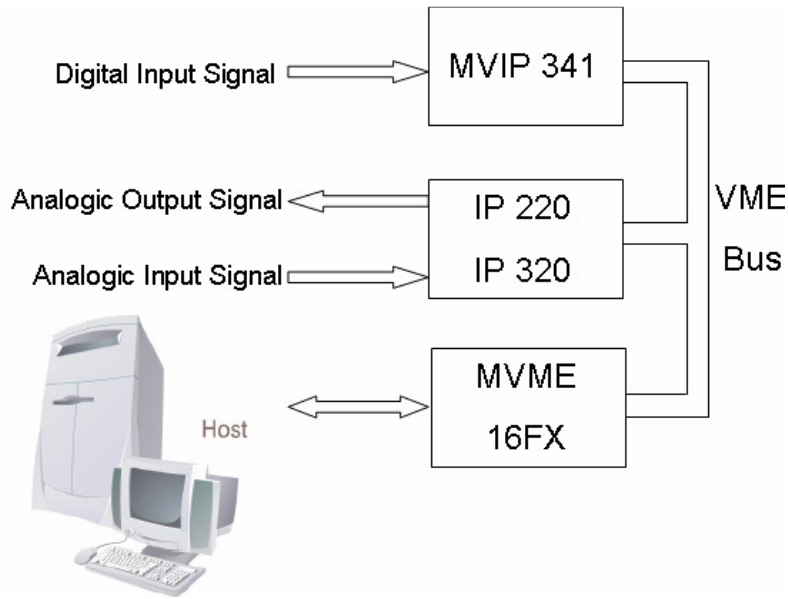 Digital Input Signal
MVIP 341
Analogic Output Signal
IP 220
VME
Bus
Analogic Input Signal
IP 320
Host
MVME
16FX